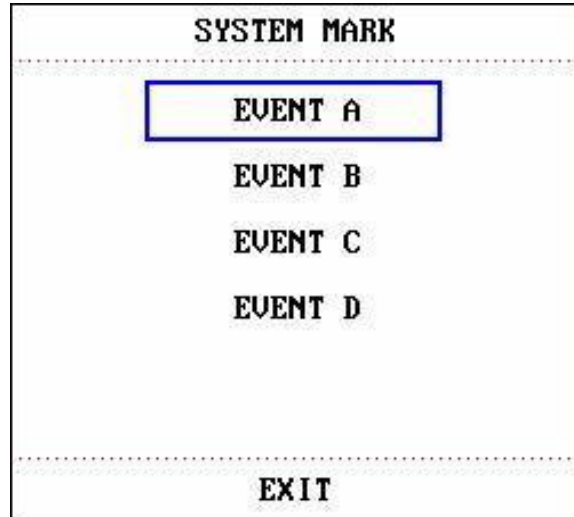 SYSTEM MARK
EVENT A
EVENT B
EVENT C
EVENT D
EXIT